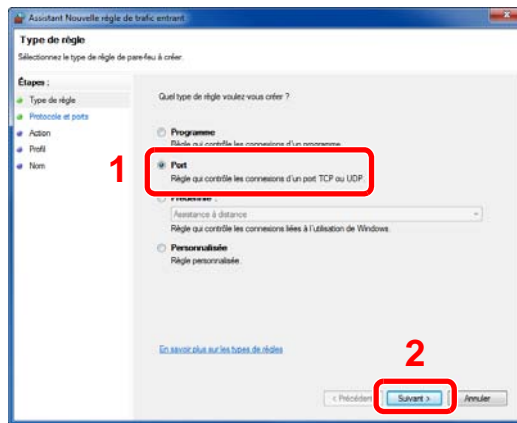 Assistant Nouvelle règle de trafic entrant
Type de règle
Sélectionnez le type de règle de pare-feu à créer.
Étapes :
Type de règle
Protocole et ports
Action
Profil
Nom
Quel type de règle voulez-vous créer ?
Programme
Règle qui contrôle les connexions d'un programme.
1
Port
Règle qui contrôle les connexions d'un port TCP ou UDP
Prédéfinie :
Assistance à distance
Règle qui contrôle les connexions liées à l'utilisation de Windows.
Personnalisée
Règle personnalisée.
En savoir plus sur les types de règles
2
< Précédent
Suivant >
Annuler